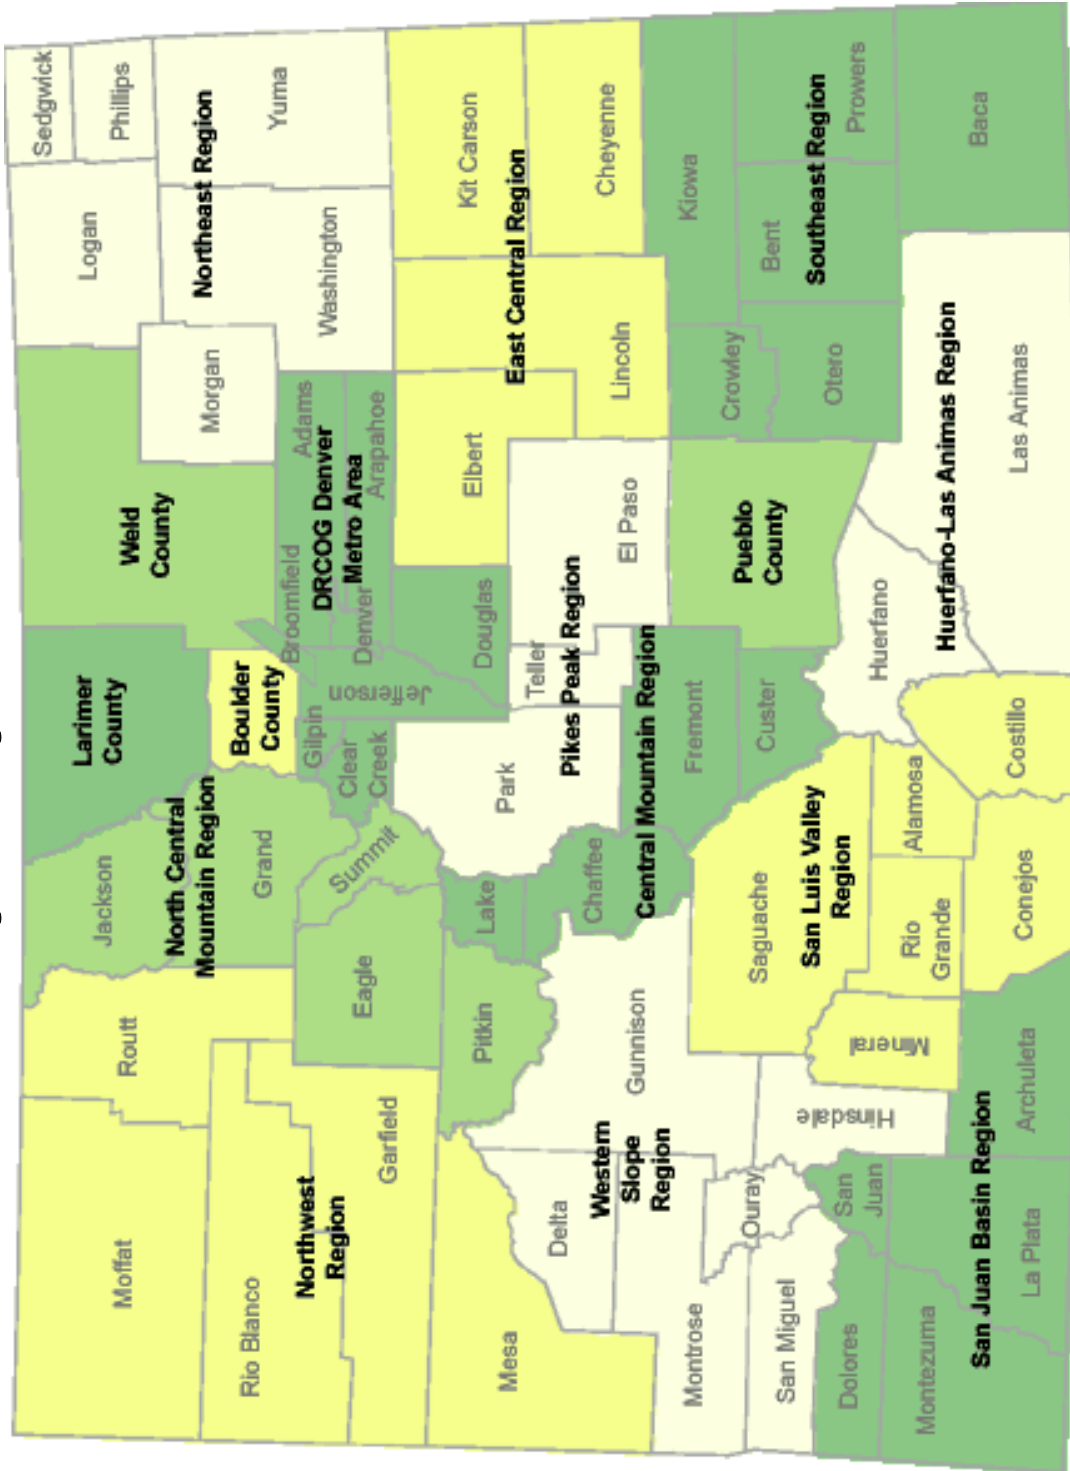 Moffat
Routt
Jackson
Larimer
County
Weld
County
Logan
Sedgwick
Phillips
Rio Blanco
North Central
Mountain Region
Grand
Boulder
County
Broomfield
Morgan
Northeast Region
Washington
Yuma
Northwest
Region
Garfield
Eagle
Summit
Gilpin
Clear
Creek
Jefferson
Denver
DRCOG Denver
Metro Area
Adams
Arapahoe
Mesa
Pitkin
Lake
Park
Douglas
Elbert
East Central Region
Kit Carson
Cheyenne
Lincoln
Delta
Western
Slope
Region
Gunnison
Chaffee
Teller
Pikes Peak Region
El Paso
Montrose
Ouray
Central Mountain Region
Fremont
Custer
Pueblo
County
Crowley
Kiowa
Otero
Bent
Prowers
Southeast Region
San Miguel
Hinsdale
Saguache
San Luis Valley
Region
Dolores
San
Juan
Mineral
Rio
Grande
Alamosa
Huerfano
Huerfano-Las Animas Region
Las Animas
Baca
Montezuma
San Juan Basin Region
La Plata
Archuleta
Conejos
Costillo